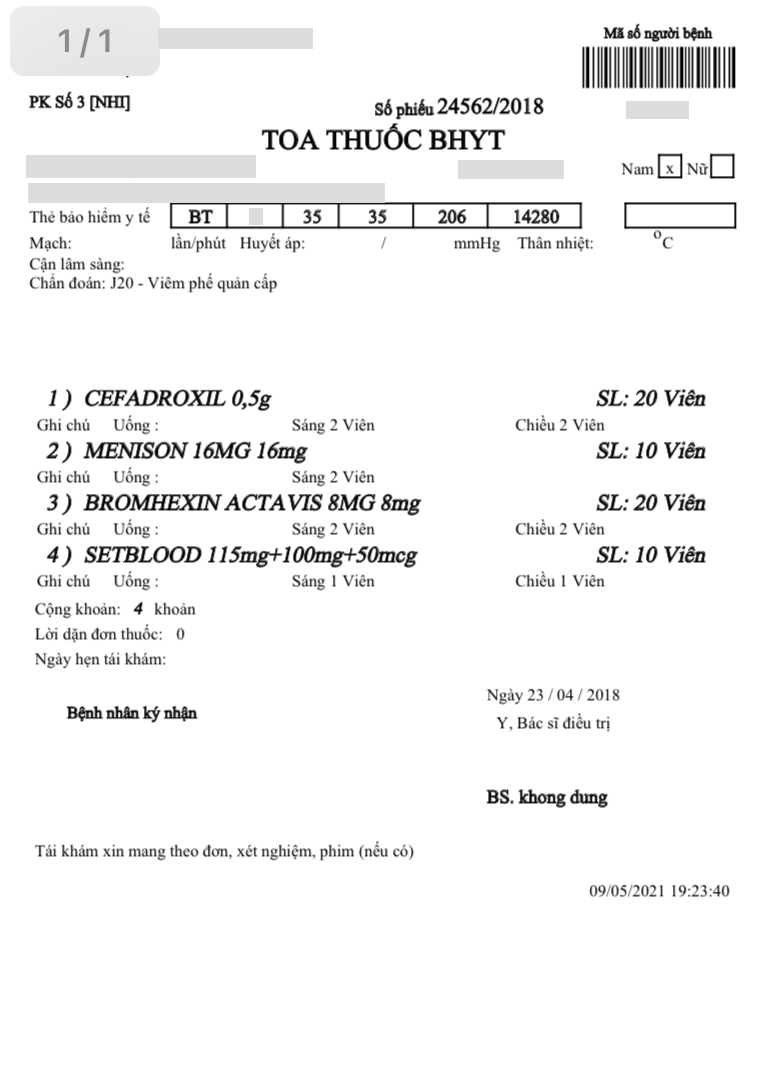 1/1
Mã số người bệnh
PK Số 3 [NHI]
Số phiếu 24562/2018
TOA THUỐC BHYT
Nam x Nữ
Thẻ bảo hiểm y tế BT 35 35 206 14280
Mạch: lần/phút Huyết áp: / mmHg Thân nhiệt: °C
Cận lâm sàng:
Chẩn đoán: J20 - Viêm phế quản cấp
1 ) CEFADROXIL 0,5g SL: 20 Viên
Ghi chú Uống : Sáng 2 Viên Chiều 2 Viên
2 ) MENISON 16MG 16mg SL: 10 Viên
Ghi chú Uống : Sáng 2 Viên
3 ) BROMHEXIN ACTAVIS 8MG 8mg SL: 20 Viên
Ghi chú Uống : Sáng 2 Viên Chiều 2 Viên
4 ) SETBLOOD 115mg+100mg+50mcg SL: 10 Viên
Ghi chú Uống : Sáng 1 Viên Chiều 1 Viên
Cộng khoản: 4 khoản
Lời dặn đơn thuốc: 0
Ngày hẹn tái khám:
Ngày 23 / 04 / 2018
Bệnh nhân ký nhận
Y, Bác sĩ điều trị
BS. khong dung
Tái khám xin mang theo đơn, xét nghiệm, phim (nếu có)
09/05/2021 19:23:40